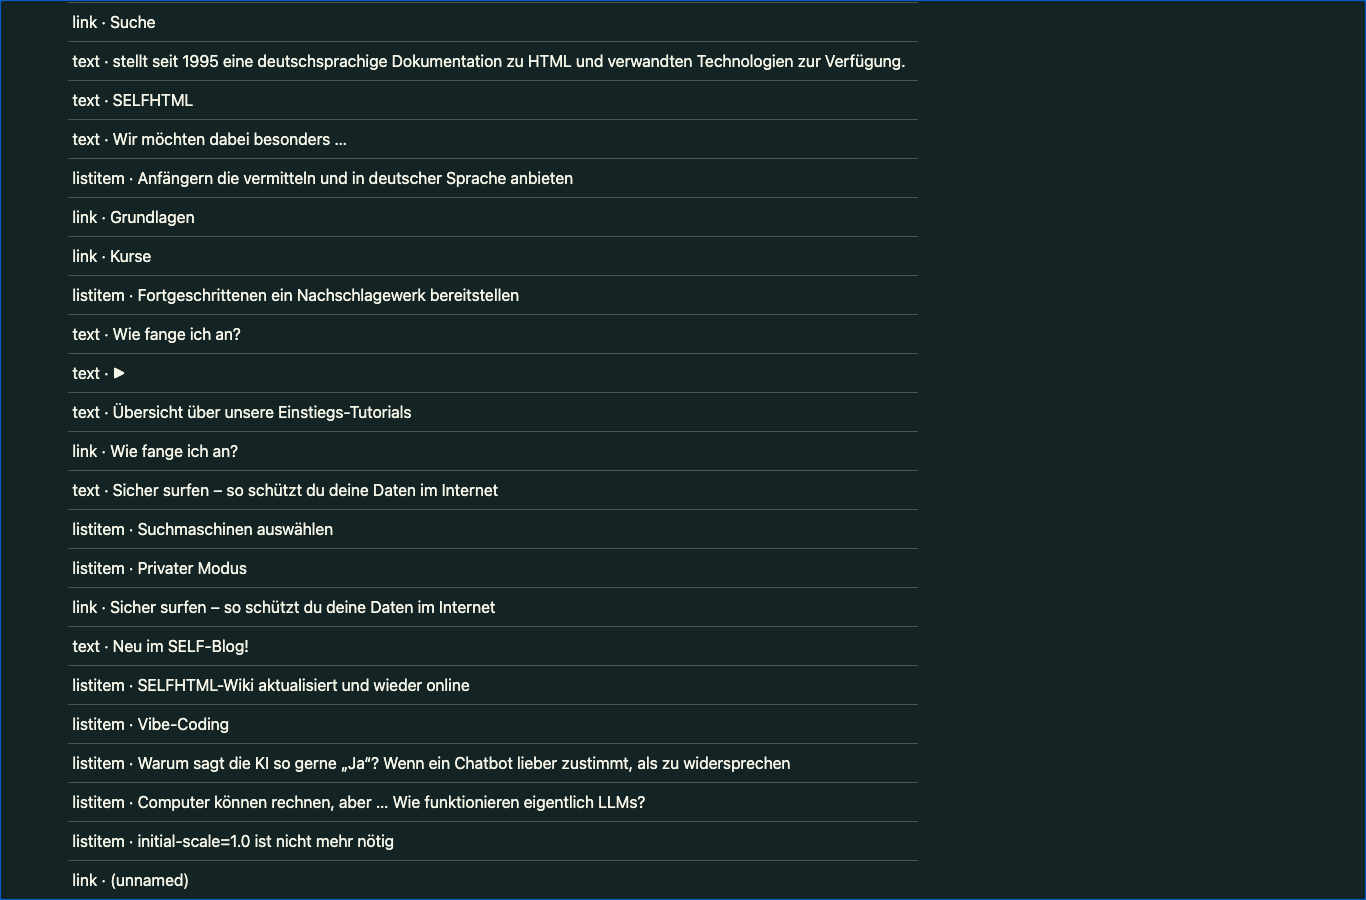 link · Suche
text · stellt seit 1995 eine deutschsprachige Dokumentation zu HTML und verwandten Technologien zur Verfügung.
text · SELFHTML
text · Wir möchten dabei besonders ...
listitem · Anfängern die vermitteln und in deutscher Sprache anbieten
link · Grundlagen
link · Kurse
listitem · Fortgeschrittenen ein Nachschlagewerk bereitstellen
text · Wie fange ich an?
text · ►
text · Übersicht über unsere Einstiegs-Tutorials
link · Wie fange ich an?
text · Sicher surfen – so schützt du deine Daten im Internet
listitem · Suchmaschinen auswählen
listitem · Privater Modus
link · Sicher surfen – so schützt du deine Daten im Internet
text · Neu im SELF-Blog!
listitem · SELFHTML-Wiki aktualisiert und wieder online
listitem · Vibe-Coding
listitem · Warum sagt die KI so gerne „Ja“? Wenn ein Chatbot lieber zustimmt, als zu widersprechen
listitem · Computer können rechnen, aber ... Wie funktionieren eigentlich LLMs?
listitem · initial-scale=1.0 ist nicht mehr nötig
link · (unnamed)